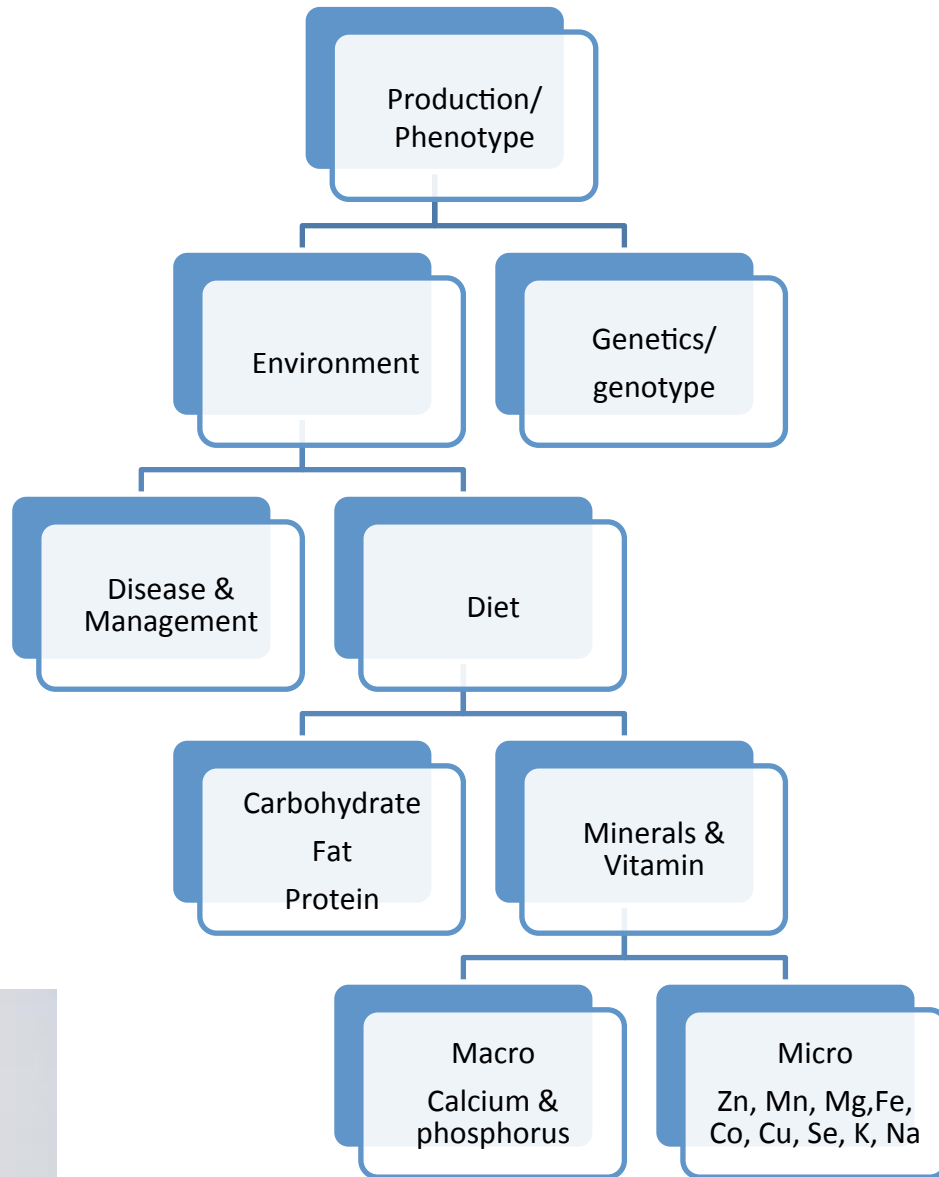 Production/
Phenotype
Environment
Genetics/
genotype
Disease &
Management
Diet
Carbohydrate
Fat
Protein
Minerals &
Vitamin
Macro
Calcium &
phosphorus
Micro
Zn, Mn, Mg,Fe,
Co, Cu, Se, K, Na